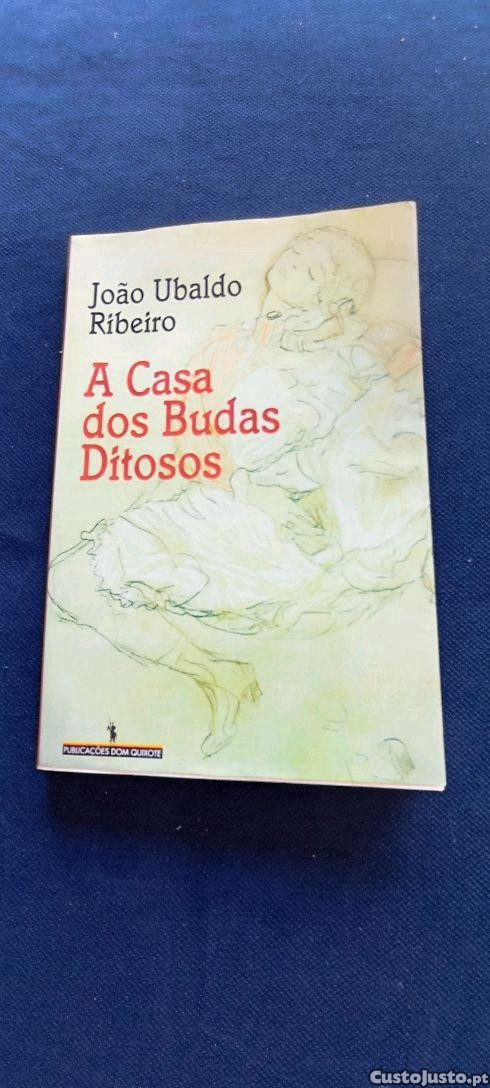 João Ubaldo
Ribeiro
A Casa
dos Budas
Ditosos
PUBLICAÇÕES DOM QUIXOTE
CustoJusto.pt